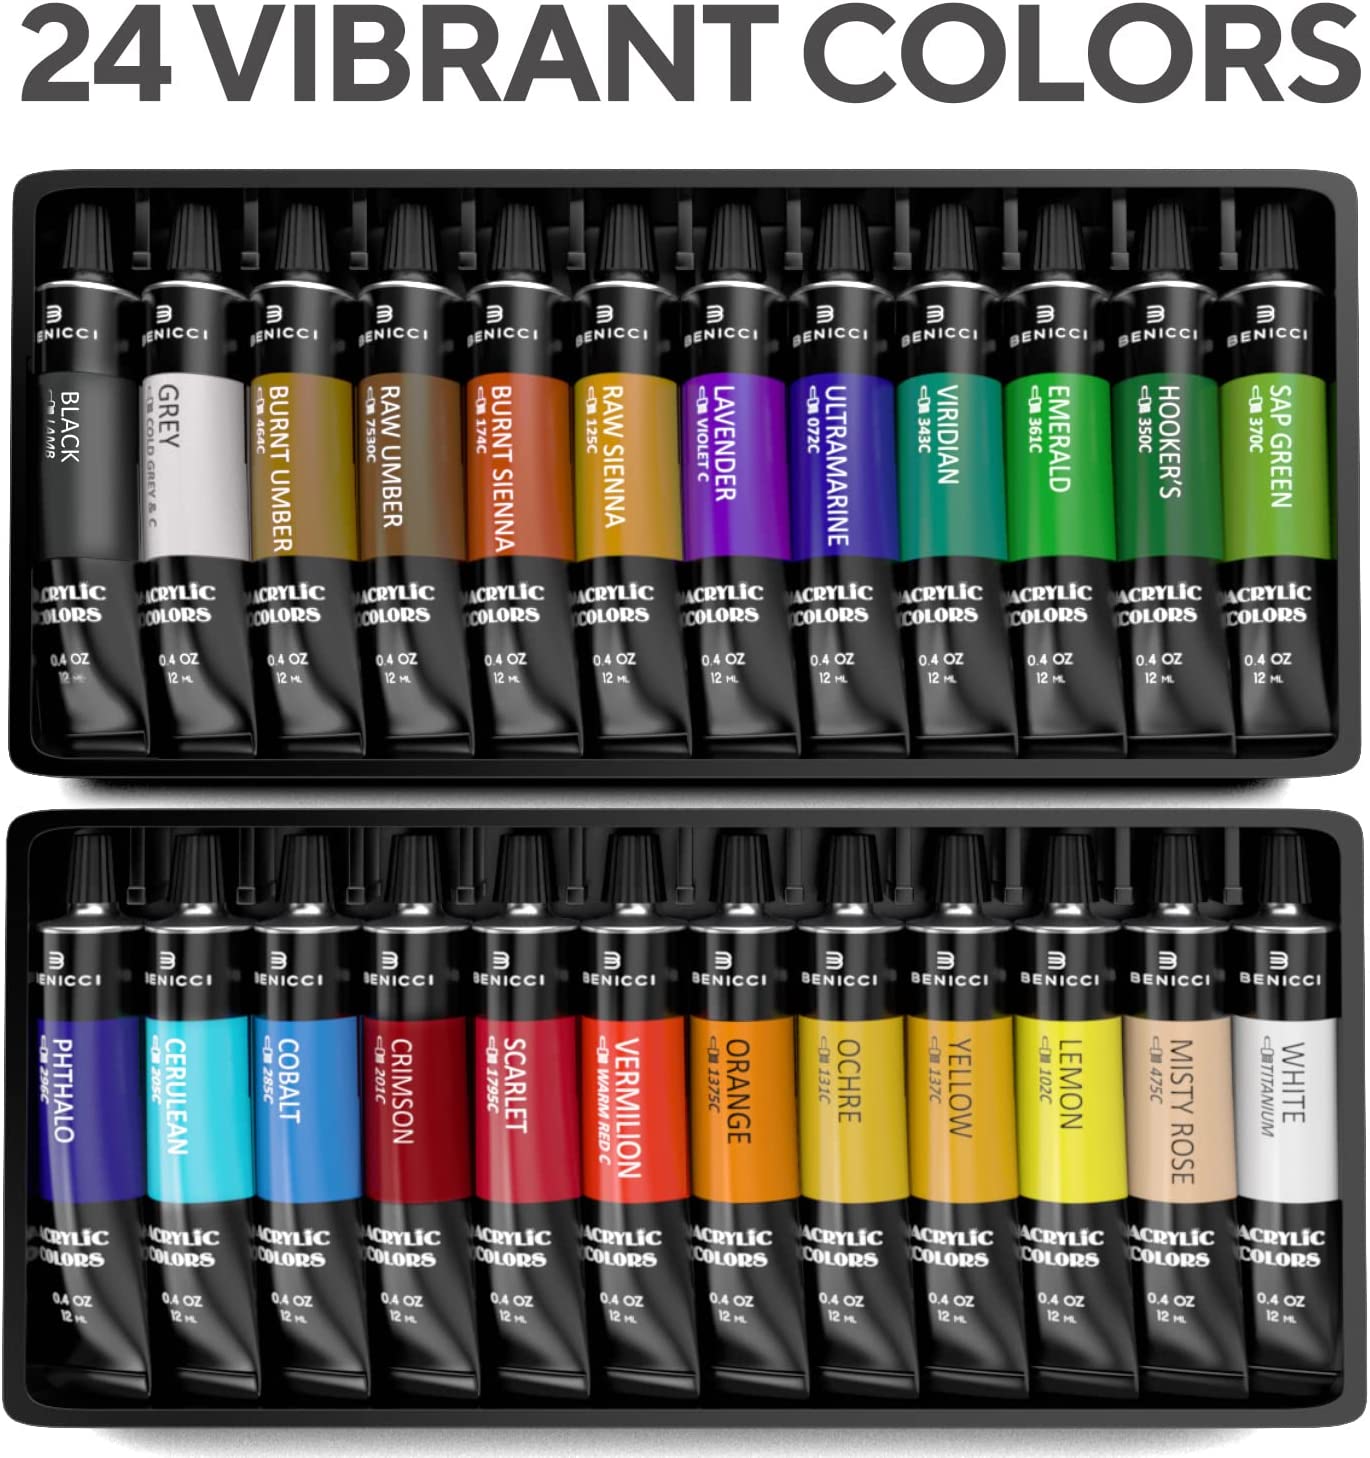 24 VIBRANT COLORS
BENICCI
BLACK
LAMB
ACRYLIC
COLORS
0.4 OZ
12 ML
BENICCI
GREY
COLD GREY & C
ACRYLIC
COLORS
0.4 OZ
12 ML
BENICCI
BURNT UMBER
464C
ACRYLIC
COLORS
0.4 OZ
12 ML
BENICCI
RAW UMBER
7530C
ACRYLIC
COLORS
0.4 OZ
12 ML
BENICCI
BURNT SIENNA
174C
ACRYLIC
COLORS
0.4 OZ
12 ML
BENICCI
RAW SIENNA
125C
ACRYLIC
COLORS
0.4 OZ
12 ML
BENICCI
LAVENDER
VIOLET C
ACRYLIC
COLORS
0.4 OZ
12 ML
BENICCI
ULTRAMARINE
072C
ACRYLIC
COLORS
0.4 OZ
12 ML
BENICCI
VIRIDIAN
343C
ACRYLIC
COLORS
0.4 OZ
12 ML
BENICCI
EMERALD
361C
ACRYLIC
COLORS
0.4 OZ
12 ML
BENICCI
HOOKER'S
350C
ACRYLIC
COLORS
0.4 OZ
12 ML
BENICCI
SAP GREEN
370C
ACRYLIC
COLORS
0.4 OZ
12 ML
BENICCI
PHTHALO
296C
ACRYLIC
COLORS
0.4 OZ
12 ML
BENICCI
CERULEAN
205C
ACRYLIC
COLORS
0.4 OZ
12 ML
BENICCI
COBALT
285C
ACRYLIC
COLORS
0.4 OZ
12 ML
BENICCI
CRIMSON
201C
ACRYLIC
COLORS
0.4 OZ
12 ML
BENICCI
SCARLET
1795C
ACRYLIC
COLORS
0.4 OZ
12 ML
BENICCI
VERMILION
WARM RED C
ACRYLIC
COLORS
0.4 OZ
12 ML
BENICCI
ORANGE
1375C
ACRYLIC
COLORS
0.4 OZ
12 ML
BENICCI
OCHRE
131C
ACRYLIC
COLORS
0.4 OZ
12 ML
BENICCI
YELLOW
137C
ACRYLIC
COLORS
0.4 OZ
12 ML
BENICCI
LEMON
102C
ACRYLIC
COLORS
0.4 OZ
12 ML
BENICCI
MISTY ROSE
475C
ACRYLIC
COLORS
0.4 OZ
12 ML
BENICCI
WHITE
TITANIUM
ACRYLIC
COLORS
0.4 OZ
12 ML